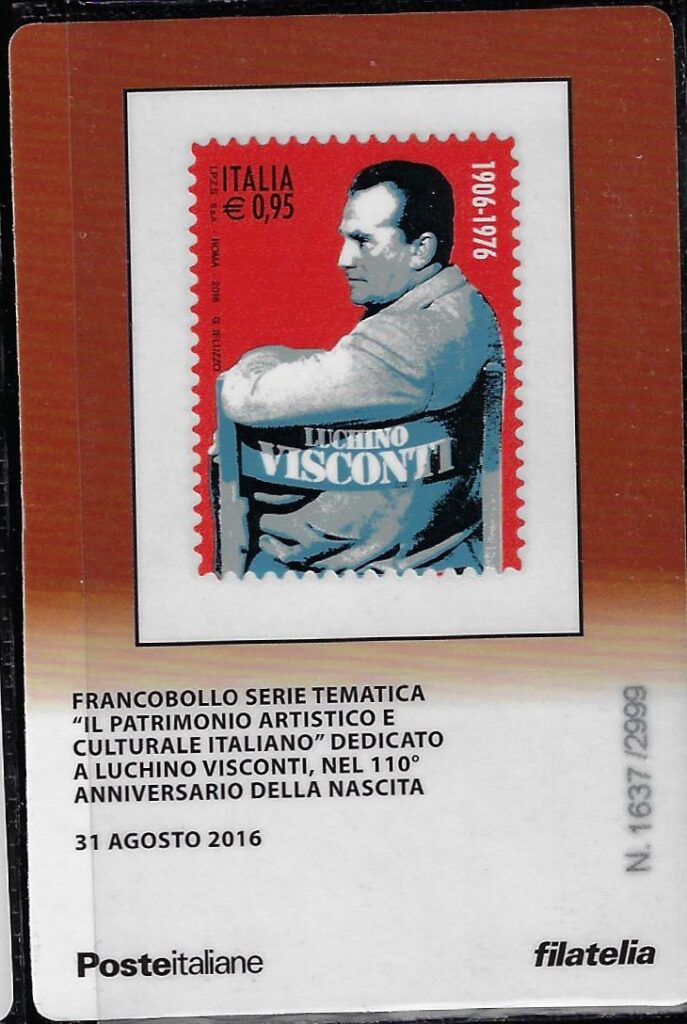 ITALIA
€ 0,95
1906-1976
I.P.Z.S. S.p.A. ROMA 2016 G. IELUZZO
LUCHINO
VISCONTI
FRANCOBOLLO SERIE TEMATICA
“IL PATRIMONIO ARTISTICO E
CULTURALE ITALIANO” DEDICATO
A LUCHINO VISCONTI, NEL 110°
ANNIVERSARIO DELLA NASCITA
31 AGOSTO 2016
N. 1637 /2999
Posteitaliane
filatelia